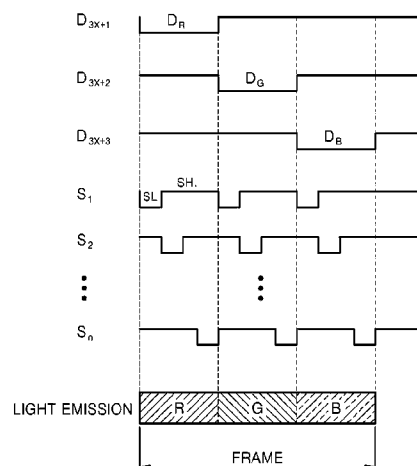 D3X+1 DR
D3X+2 DG
D3X+3 DB
S1 SL SH.
S2
Sn
LIGHT EMISSION R G B
FRAME